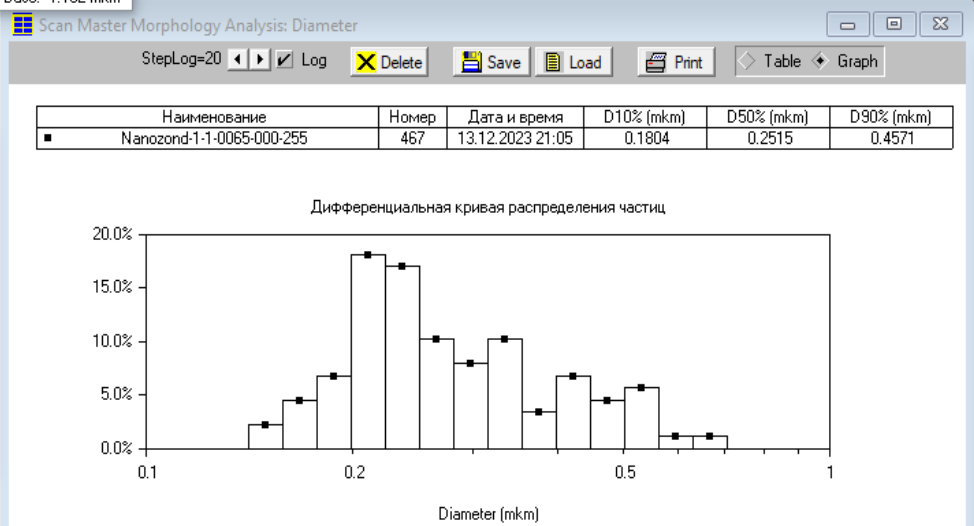 Scan Master Morphology Analysis: Diameter
StepLog=20 Log Delete Save Load Print Table Graph
Наименование Номер Дата и время D10% (mkm) D50% (mkm) D90% (mkm)
Nanozond-1-1-0065-000-255 467 13.12.2023 21:05 0.1804 0.2515 0.4571
Дифференциальная кривая распределения частиц
20.0%
15.0%
10.0%
5.0%
0.0%
0.1 0.2 0.5 1
Diameter (mkm)